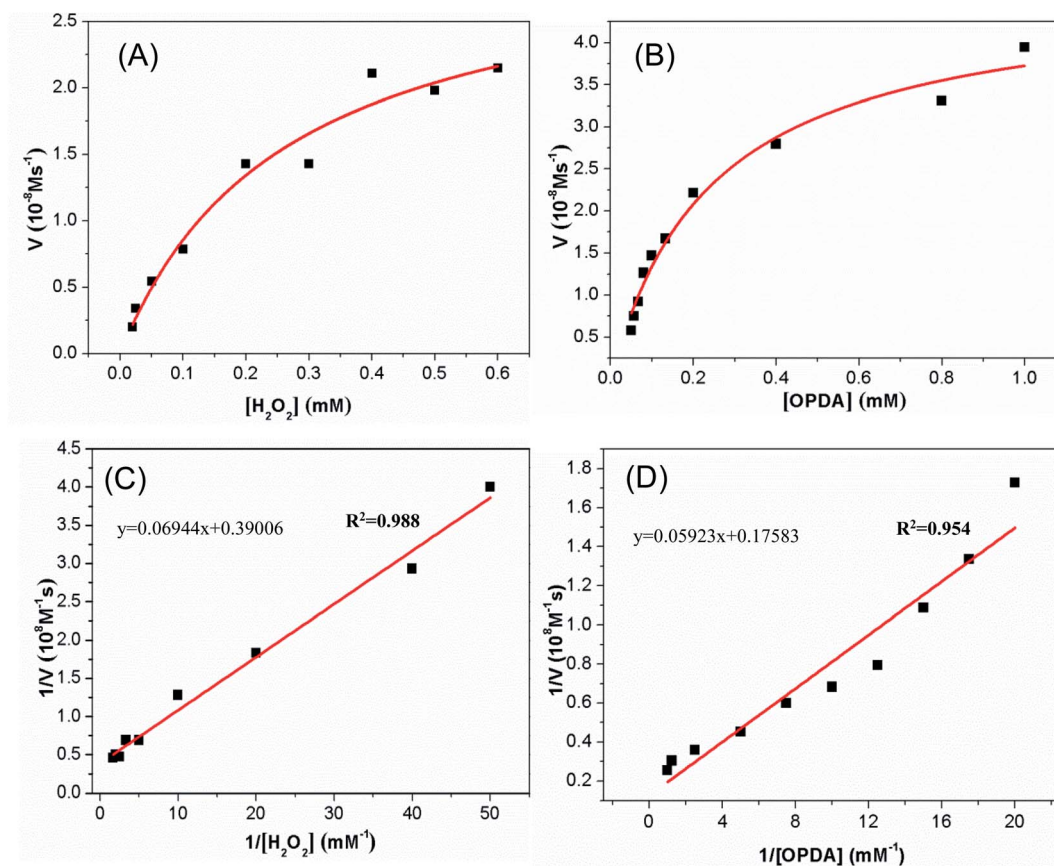 (A)
2.5
2.0
1.5
1.0
0.5
0.0
V (10⁻⁸Ms⁻¹)
0.0 0.1 0.2 0.3 0.4 0.5 0.6
[H₂O₂] (mM)
(B)
4.0
3.5
3.0
2.5
2.0
1.5
1.0
0.5
V (10⁻⁸Ms⁻¹)
0.0 0.2 0.4 0.6 0.8 1.0
[OPDA] (mM)
(C)
y=0.06944x+0.39006
R²=0.988
4.5
4.0
3.5
3.0
2.5
2.0
1.5
1.0
0.5
0.0
1/V (10⁸M⁻¹s)
0 10 20 30 40 50
1/[H₂O₂] (mM⁻¹)
(D)
y=0.05923x+0.17583
R²=0.954
1.8
1.6
1.4
1.2
1.0
0.8
0.6
0.4
0.2
1/V (10⁸M⁻¹s)
0 4 8 12 16 20
1/[OPDA] (mM⁻¹)